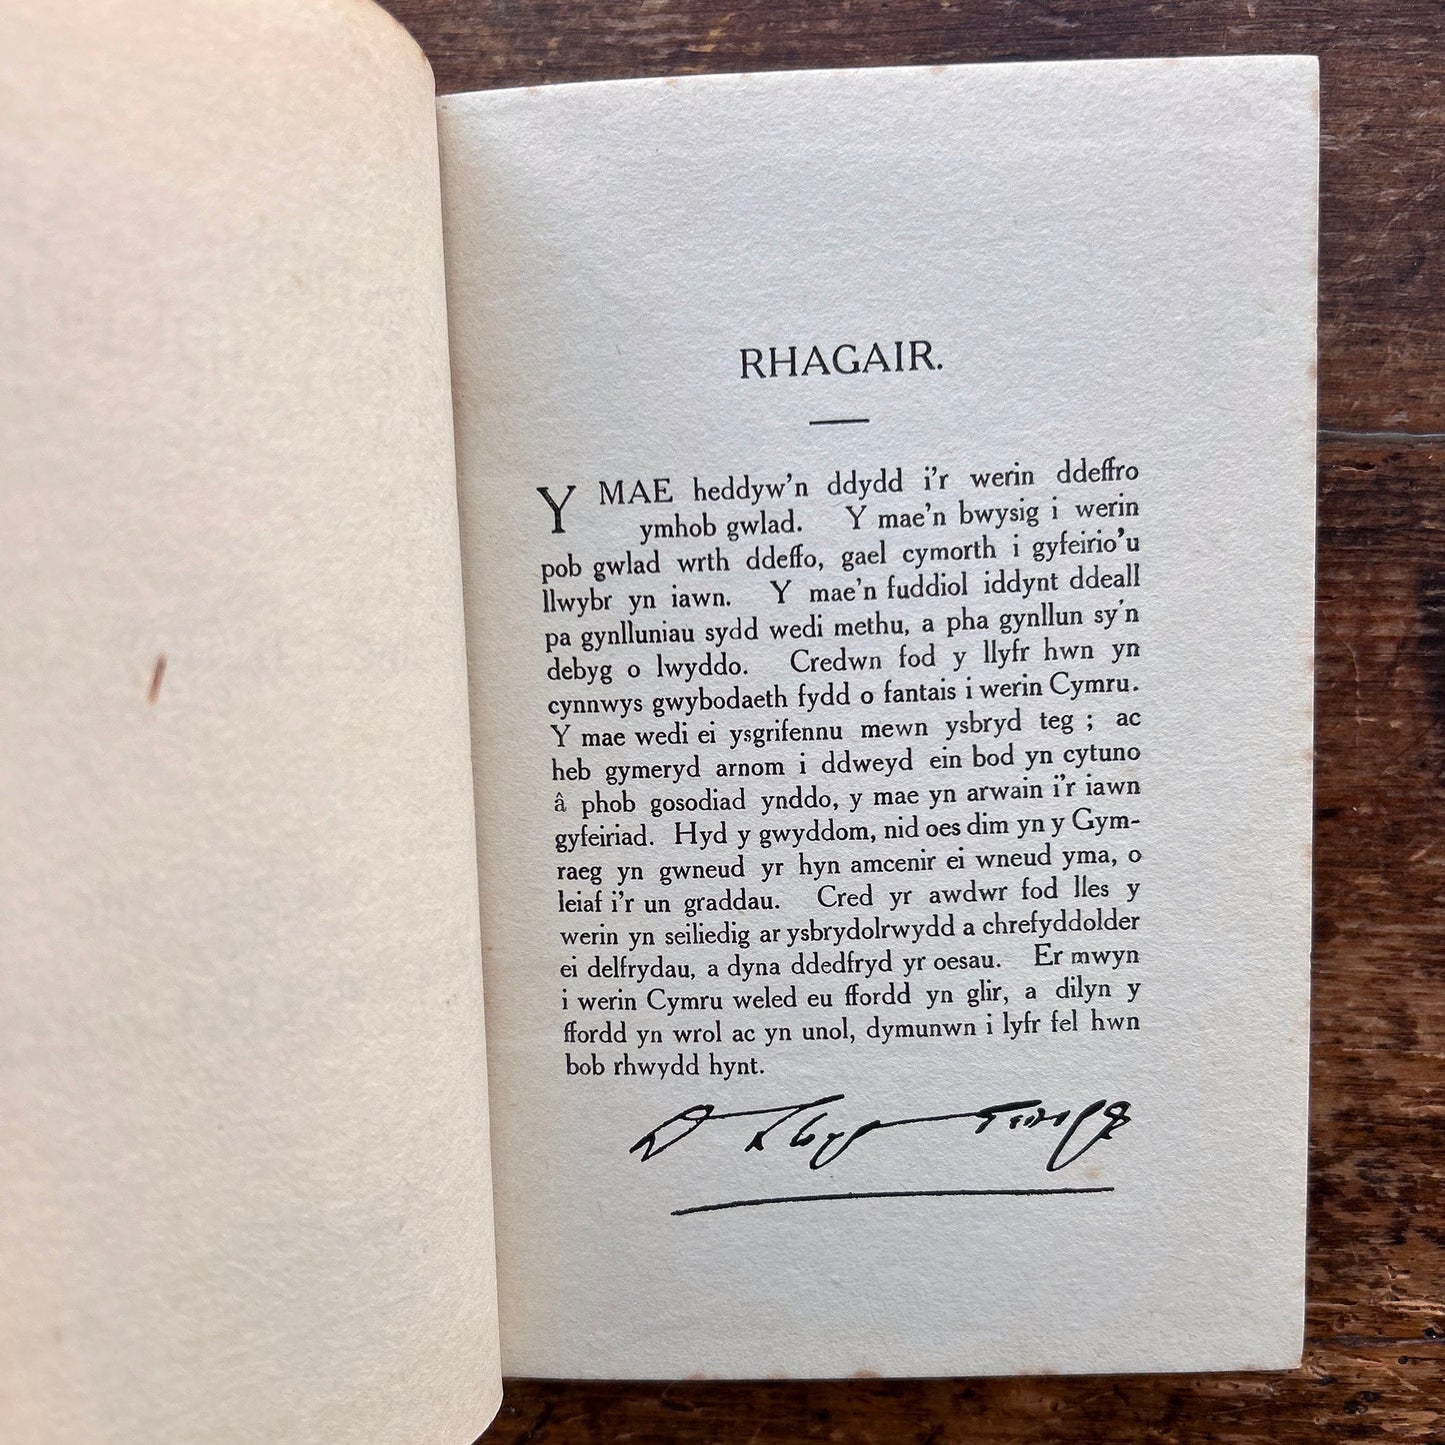 RHAGAIR.
Y MAE heddyw'n ddydd i'r werin ddeffro
ymhob gwlad. Y mae'n bwysig i werin
pob gwlad wrth ddeffo, gael cymorth i gyfeirio'u
llwybr yn iawn. Y mae'n fuddiol iddynt ddeall
pa gynlluniau sydd wedi methu, a pha gynllun sy'n
debyg o lwyddo. Credwn fod y llyfr hwn yn
cynnwys gwybodaeth fydd o fantais i werin Cymru.
Y mae wedi ei ysgrifennu mewn ysbryd teg ; ac
heb gymeryd arnom i ddweyd ein bod yn cytuno
â phob gosodiad ynddo, y mae yn arwain i'r iawn
gyfeiriad. Hyd y gwyddom, nid oes dim yn y Gym-
raeg yn gwneud yr hyn amcenir ei wneud yma, o
leiaf i'r un graddau. Cred yr awdwr fod lles y
werin yn seiliedig ar ysbrydolrwydd a chrefyddolder
ei delfrydau, a dyna ddedfryd yr oesau. Er mwyn
i werin Cymru weled eu ffordd yn glir, a dilyn y
ffordd yn wrol ac yn unol, dymunwn i lyfr fel hwn
bob rhwydd hynt.
D Lloyd George